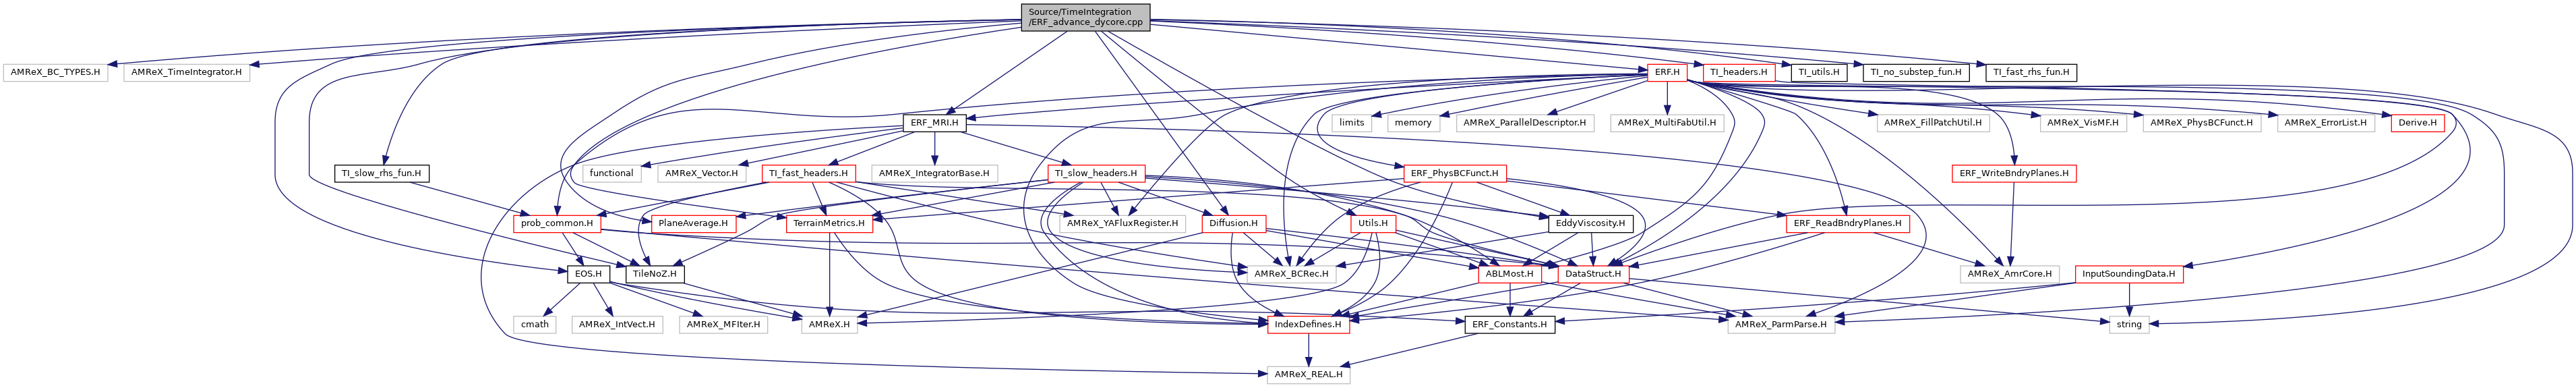 Source/TimeIntegration
/ERF_advance_dycore.cpp
AMReX_BC_TYPES.H
AMReX_TimeIntegrator.H
ERF.H
TI_headers.H
TI_utils.H
TI_no_substep_fun.H
TI_fast_rhs_fun.H
ERF_MRI.H
limits
memory
AMReX_ParallelDescriptor.H
AMReX_MultiFabUtil.H
AMReX_FillPatchUtil.H
AMReX_VisMF.H
AMReX_PhysBCFunct.H
AMReX_ErrorList.H
Derive.H
TI_slow_rhs_fun.H
functional
AMReX_Vector.H
TI_fast_headers.H
AMReX_IntegratorBase.H
TI_slow_headers.H
ERF_PhysBCFunct.H
ERF_WriteBndryPlanes.H
prob_common.H
PlaneAverage.H
TerrainMetrics.H
AMReX_YAFluxRegister.H
Diffusion.H
Utils.H
EddyViscosity.H
ERF_ReadBndryPlanes.H
EOS.H
TileNoZ.H
AMReX_BCRec.H
ABLMost.H
DataStruct.H
AMReX_AmrCore.H
InputSoundingData.H
cmath
AMReX_IntVect.H
AMReX_MFIter.H
AMReX.H
IndexDefines.H
ERF_Constants.H
AMReX_ParmParse.H
string
AMReX_REAL.H